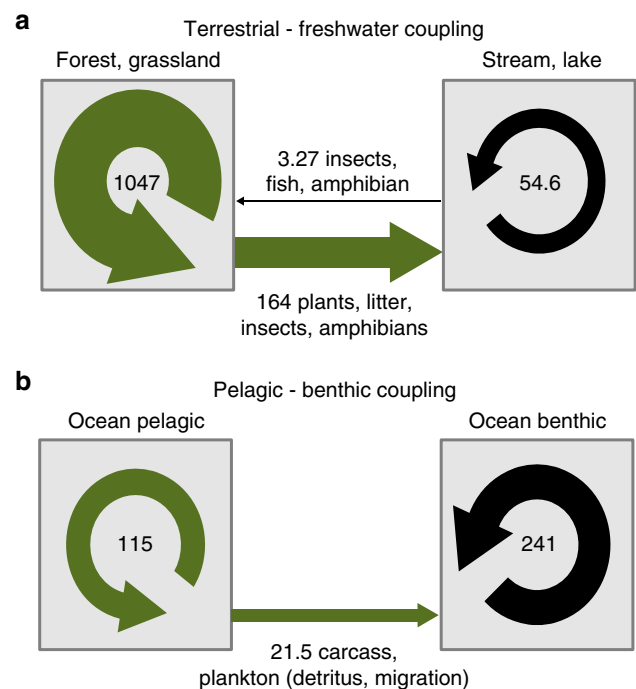 a
Terrestrial - freshwater coupling
Forest, grassland
Stream, lake
1047
3.27 insects,
fish, amphibian
54.6
164 plants, litter,
insects, amphibians
b
Pelagic - benthic coupling
Ocean pelagic
Ocean benthic
115
241
21.5 carcass,
plankton (detritus, migration)